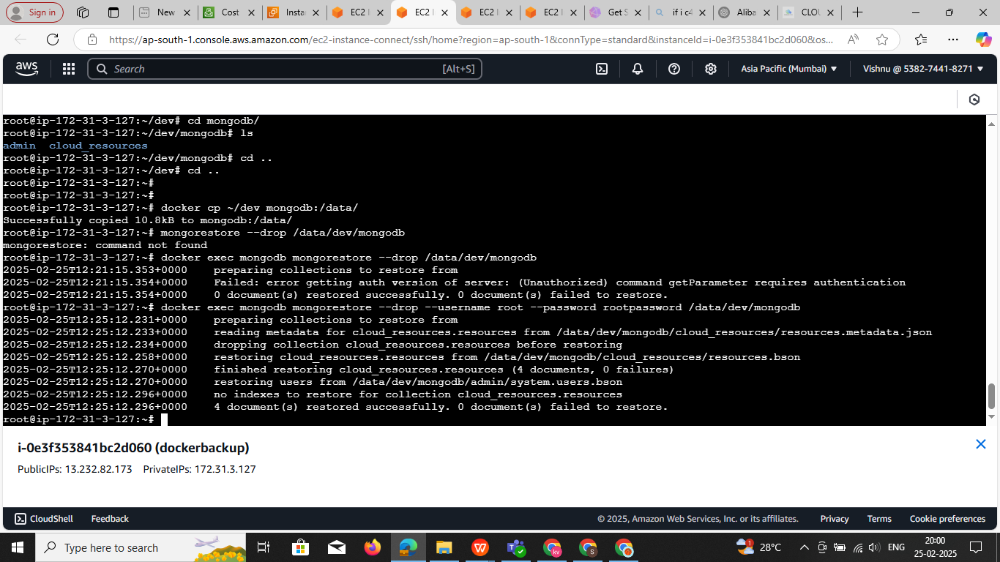 Sign in
New
Cost
Insta
EC2 I
EC2 I
EC2 I
EC2 I
Get S
if i c4
Aliba
CLOU
https://ap-south-1.console.aws.amazon.com/ec2-instance-connect/ssh/home?region=ap-south-1&connType=standard&instanceId=i-0e3f353841bc2d060&os...
aws
Search
[Alt+S]
Asia Pacific (Mumbai)
Vishnu @ 5382-7441-8271
root@ip-172-31-3-127:~/dev# cd mongodb/
root@ip-172-31-3-127:~/dev/mongodb# ls
admin  cloud_resources
root@ip-172-31-3-127:~/dev/mongodb# cd ..
root@ip-172-31-3-127:~/dev# cd ..
root@ip-172-31-3-127:~#
root@ip-172-31-3-127:~#
root@ip-172-31-3-127:~# docker cp ~/dev mongodb:/data/
Successfully copied 10.8kB to mongodb:/data/
root@ip-172-31-3-127:~# mongorestore --drop /data/dev/mongodb
mongorestore: command not found
root@ip-172-31-3-127:~# docker exec mongodb mongorestore --drop /data/dev/mongodb
2025-02-25T12:21:15.353+0000    preparing collections to restore from
2025-02-25T12:21:15.354+0000    Failed: error getting auth version of server: (Unauthorized) command getParameter requires authentication
2025-02-25T12:21:15.354+0000    0 document(s) restored successfully. 0 document(s) failed to restore.
root@ip-172-31-3-127:~# docker exec mongodb mongorestore --drop --username root --password rootpassword /data/dev/mongodb
2025-02-25T12:25:12.231+0000    preparing collections to restore from
2025-02-25T12:25:12.233+0000    reading metadata for cloud_resources.resources from /data/dev/mongodb/cloud_resources/resources.metadata.json
2025-02-25T12:25:12.234+0000    dropping collection cloud_resources.resources before restoring
2025-02-25T12:25:12.258+0000    restoring cloud_resources.resources from /data/dev/mongodb/cloud_resources/resources.bson
2025-02-25T12:25:12.270+0000    finished restoring cloud_resources.resources (4 documents, 0 failures)
2025-02-25T12:25:12.270+0000    restoring users from /data/dev/mongodb/admin/system.users.bson
2025-02-25T12:25:12.296+0000    no indexes to restore for collection cloud_resources.resources
2025-02-25T12:25:12.296+0000    4 document(s) restored successfully. 0 document(s) failed to restore.
root@ip-172-31-3-127:~#
i-0e3f353841bc2d060 (dockerbackup)
PublicIPs: 13.232.82.173    PrivateIPs: 172.31.3.127
CloudShell
Feedback
© 2025, Amazon Web Services, Inc. or its affiliates.
Privacy
Terms
Cookie preferences
Type here to search
28°C
ENG
20:00
25-02-2025